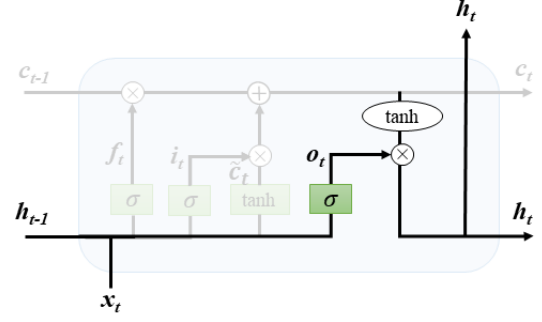 h_t
c_{t-1}
c_t
tanh
f_t
i_t
c̃_t
o_t
σ
σ
tanh
σ
h_{t-1}
h_t
x_t